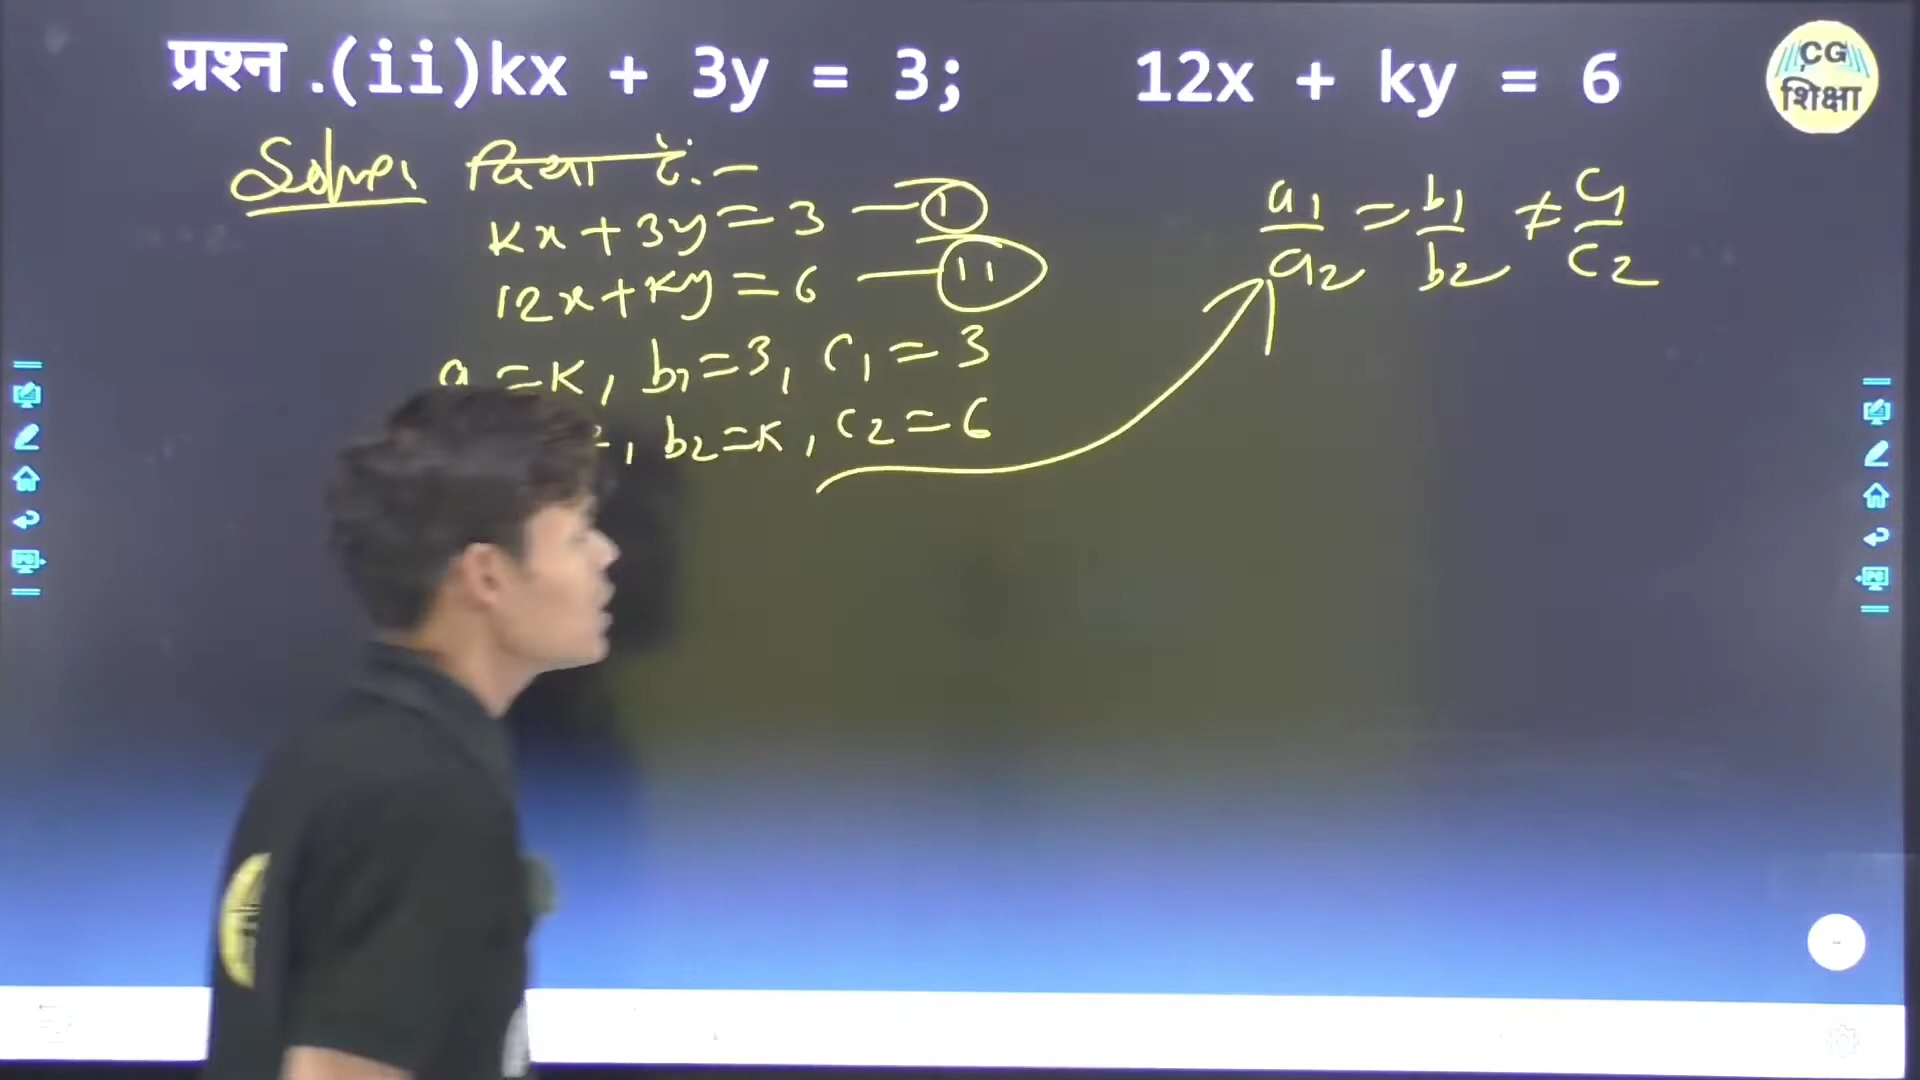 प्रश्न.(ii)kx + 3y = 3; 12x + ky = 6
CG
शिक्षा
Soln दिया है:-
kx + 3y = 3 — (i)
12x + ky = 6 — (ii)
a = k, b1 = 3, c1 = 3
, b2 = k, c2 = 6
a1/a2 = b1/b2 ≠ c1/c2